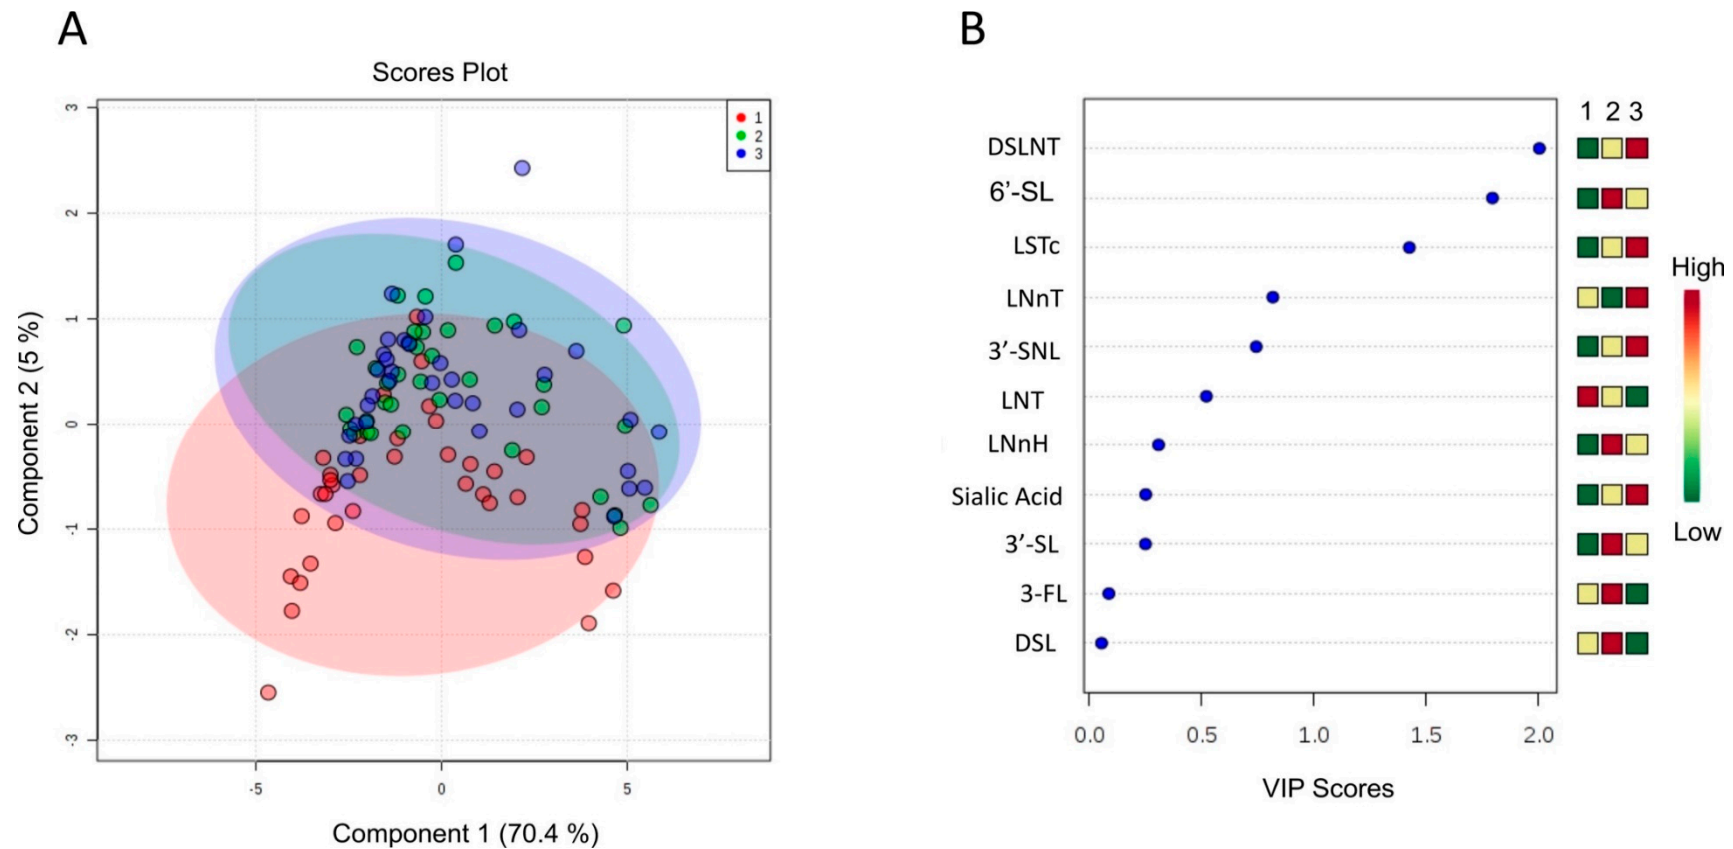 A
Scores Plot
1
2
3
3
2
1
0
-1
-2
-3
Component 2 (5 %)
-5
0
5
Component 1 (70.4 %)
B
1 2 3
DSLNT
6’-SL
LSTc
LNnT
3’-SNL
LNT
LNnH
Sialic Acid
3’-SL
3-FL
DSL
0.0
0.5
1.0
1.5
2.0
VIP Scores
High
Low